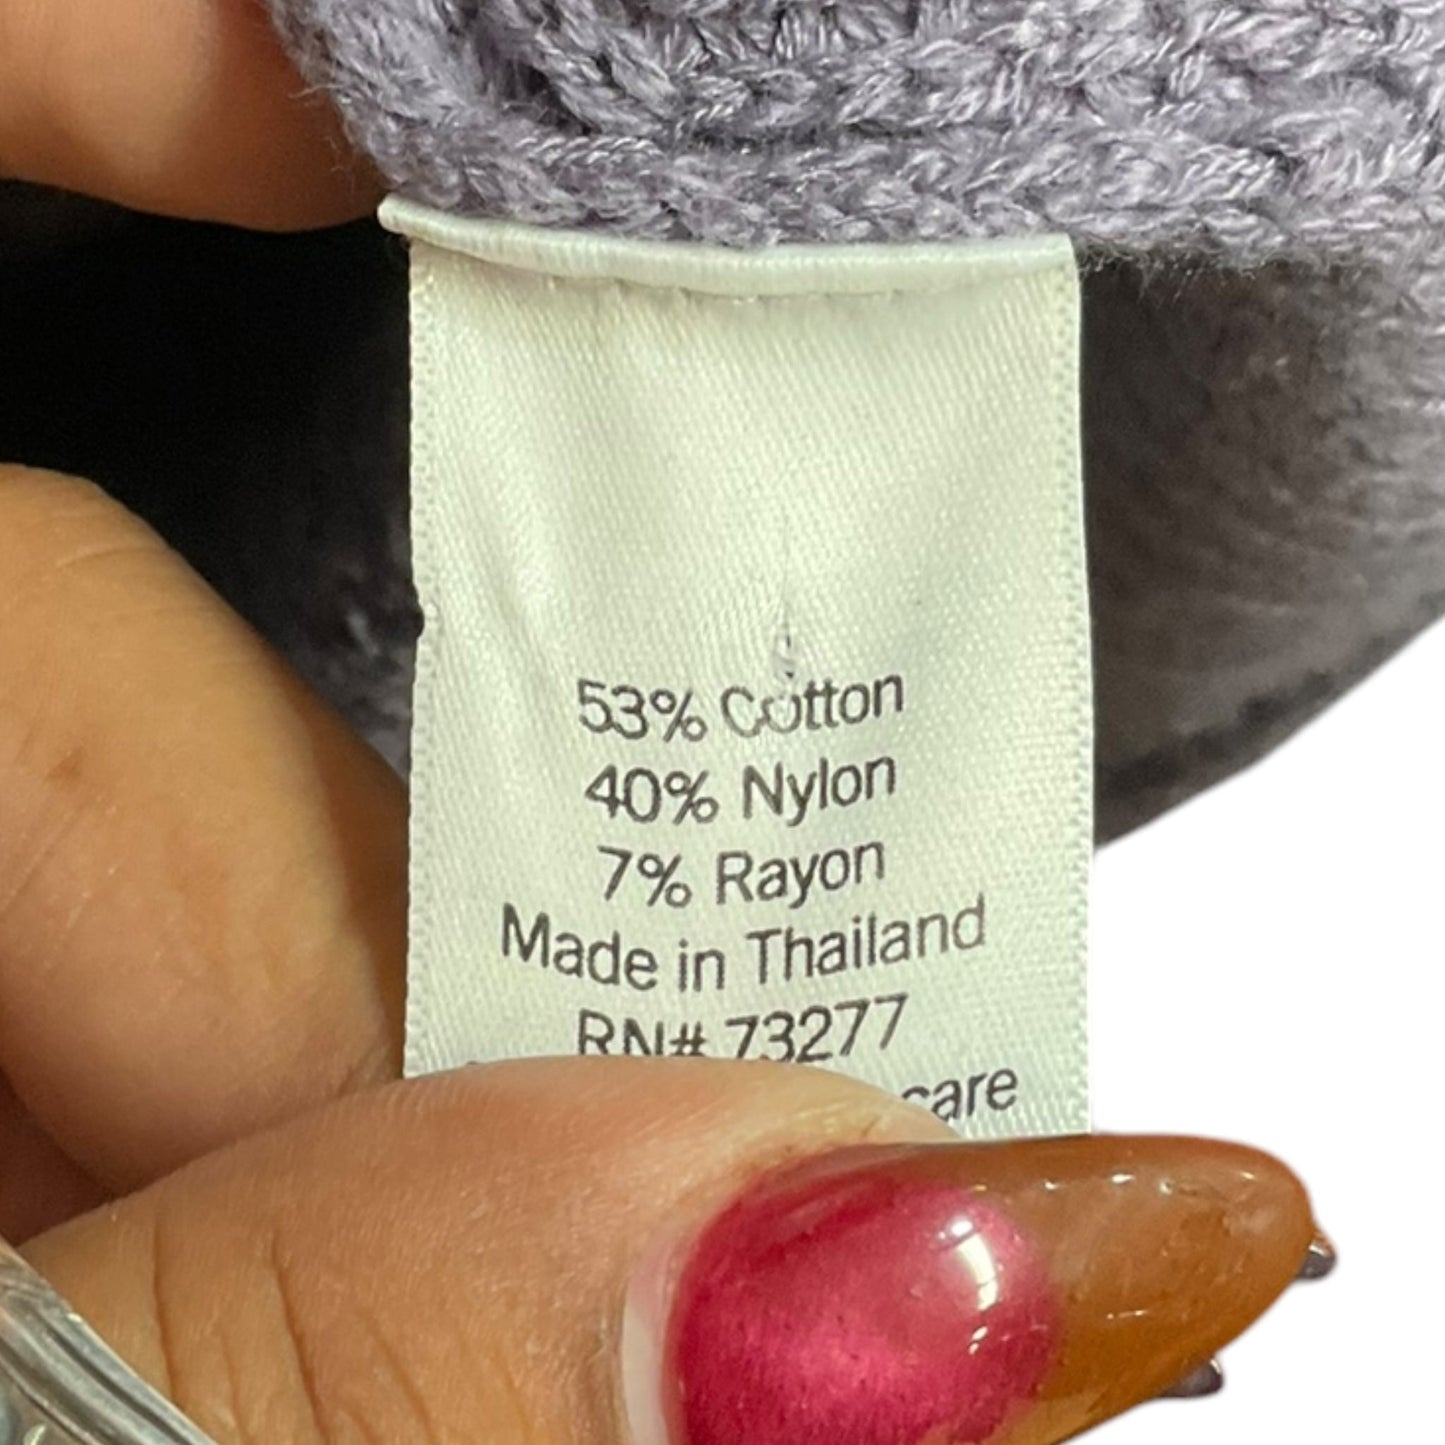 53% Cotton
40% Nylon
7% Rayon
Made in Thailand
RN# 73277
care